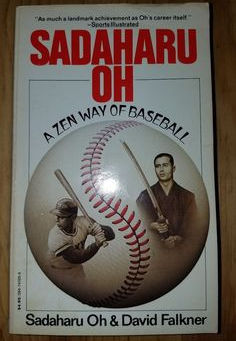 "As much a landmark achievement as Oh's career itself."
—Sports Illustrated
SADAHARU
OH
A ZEN WAY OF BASEBALL
Sadaharu Oh & David Falkner